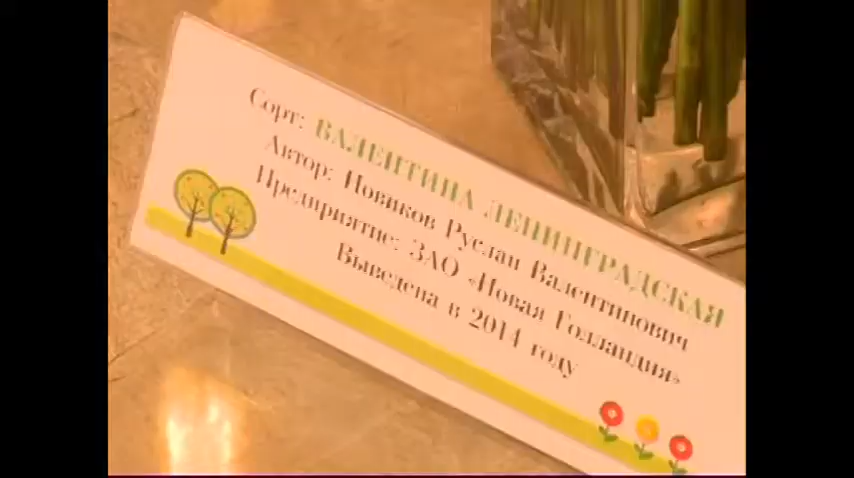 Сорт: ВАЛЕНТИНА ЛЕНИНГРАДСКАЯ
Автор: Новиков Руслан Валентинович
Предприятие: ЗАО «Новая Голландия»
Выведена в 2014 году